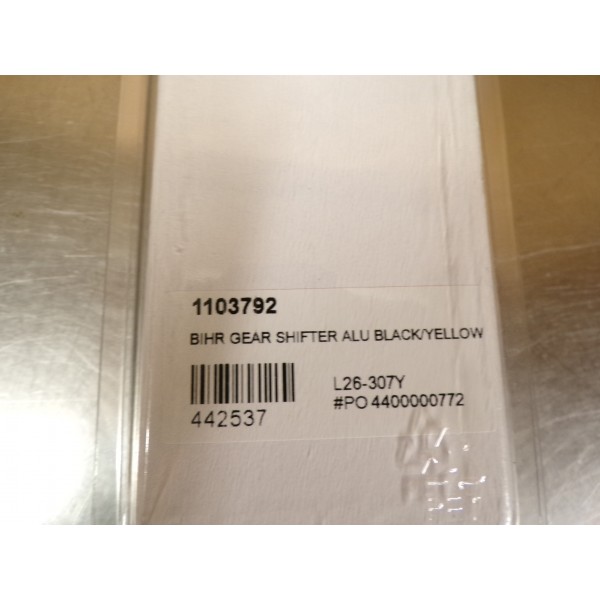 1103792
BIHR GEAR SHIFTER ALU BLACK/YELLOW
L26-307Y
442537
#PO 4400000772